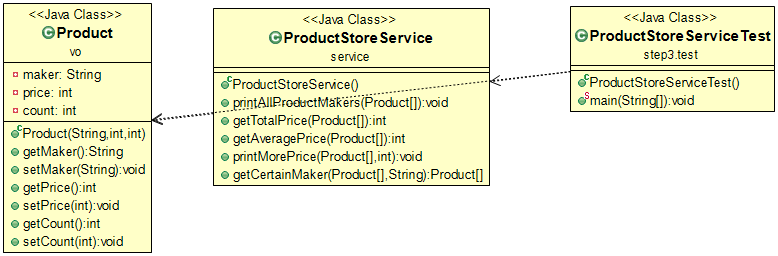 <<Java Class>>
Product
vo
maker: String
price: int
count: int
Product(String,int,int)
getMaker():String
setMaker(String):void
getPrice():int
setPrice(int):void
getCount():int
setCount(int):void
<<Java Class>>
ProductStoreService
service
ProductStoreService()
printAllProductMakers(Product[]):void
getTotalPrice(Product[]):int
getAveragePrice(Product[]):int
printMorePrice(Product[],int):void
getCertainMaker(Product[],String):Product[]
<<Java Class>>
ProductStoreServiceTest
step3.test
ProductStoreServiceTest()
main(String[]):void